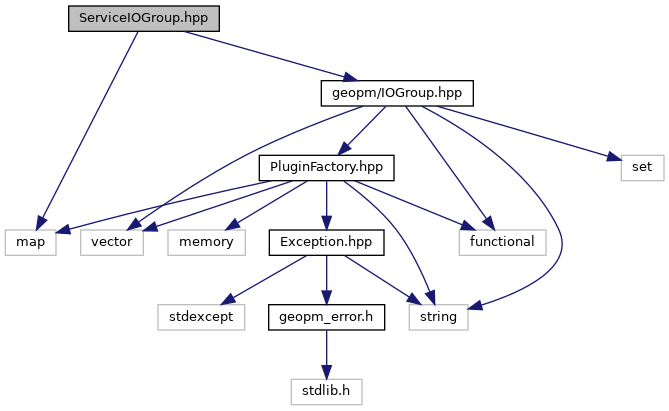 ServiceIOGroup.hpp
geopm/IOGroup.hpp
PluginFactory.hpp
set
map
vector
memory
Exception.hpp
functional
stdexcept
geopm_error.h
string
stdlib.h